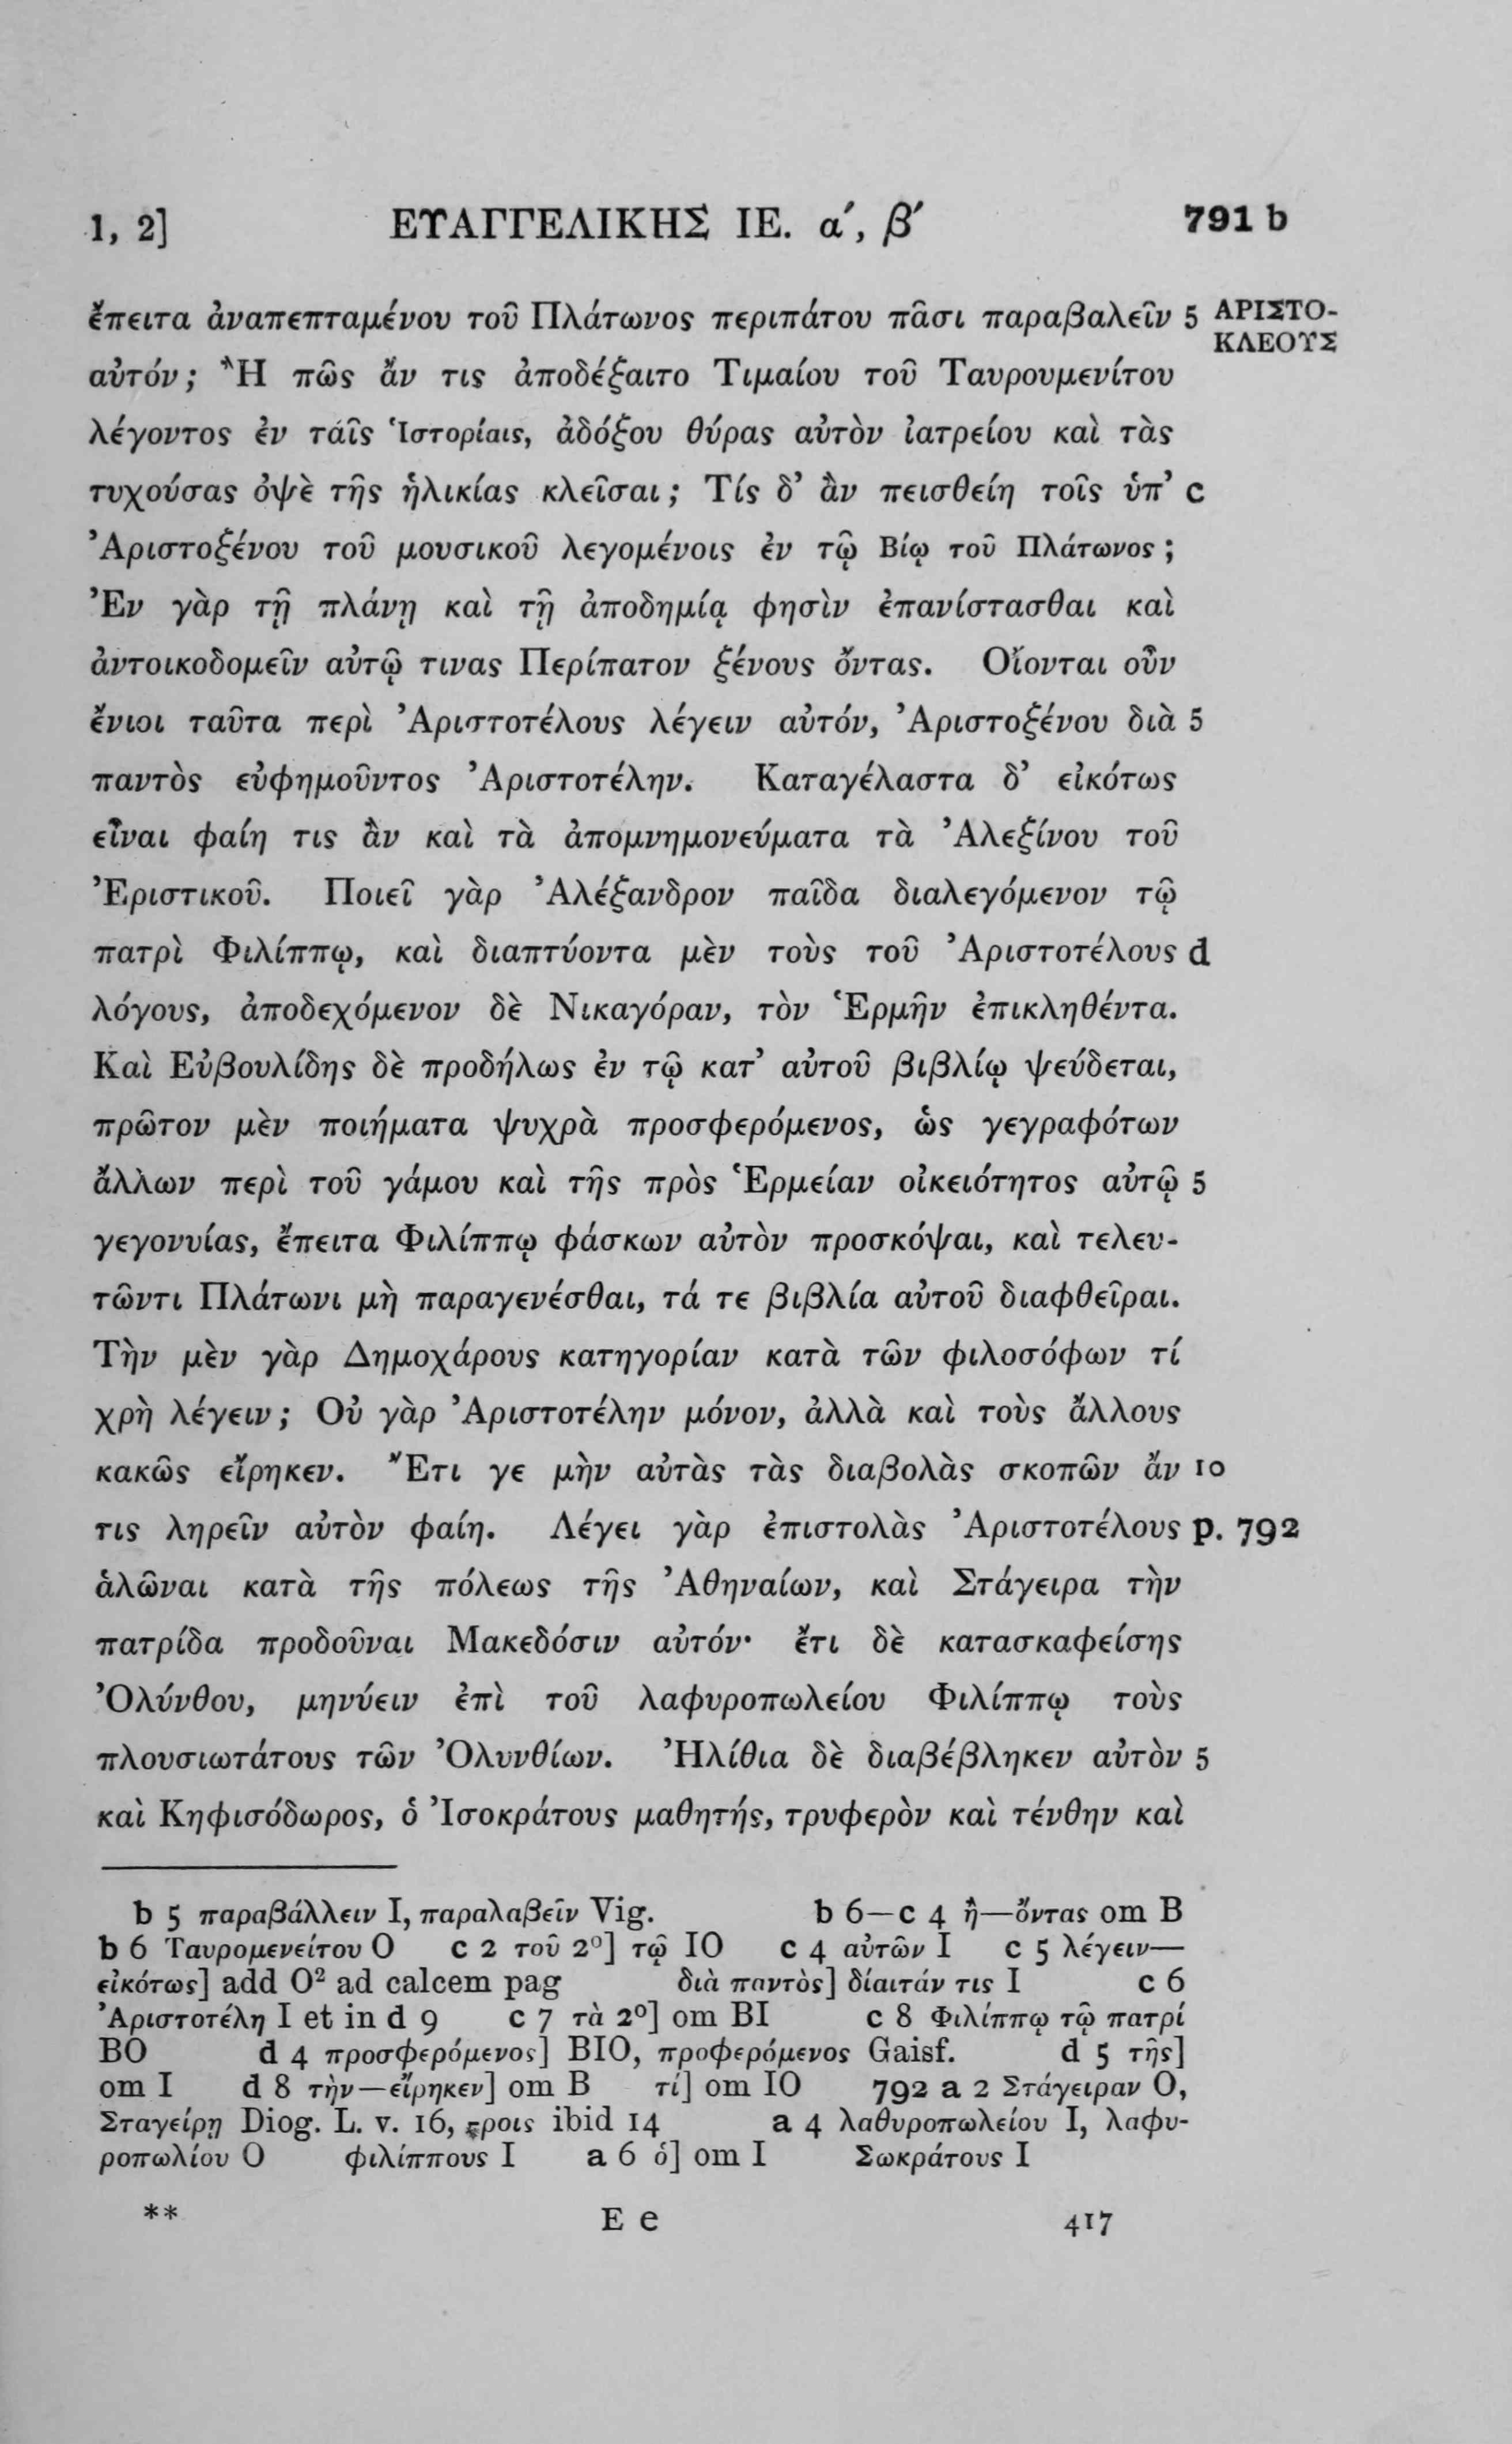 1, 2] ΕΥΑΓΓΕΛΙΚΗΣ ΙΕ. α′, β′ 791 b
ἔπειτα ἀναπεπταμένου τοῦ Πλάτωνος περιπάτου πᾶσι παραβαλεῖν 5 ΑΡΙΣΤΟ-
ΚΛΕΟΥΣ
αὐτόν; Ἢ πῶς ἄν τις ἀποδέξαιτο Τιμαίου τοῦ Ταυρουμενίτου
λέγοντος ἐν ταῖς Ἱστορίαις, ἀδόξου θύρας αὐτὸν ἰατρείου καὶ τὰς
τυχούσας ὀψὲ τῆς ἡλικίας κλεῖσαι; Τίς δ’ ἂν πεισθείη τοῖς ὑπ’ c
Ἀριστοξένου τοῦ μουσικοῦ λεγομένοις ἐν τῷ Βίῳ τοῦ Πλάτωνος;
Ἐν γὰρ τῇ πλάνῃ καὶ τῇ ἀποδημίᾳ φησὶν ἐπανίστασθαι καὶ
ἀντοικοδομεῖν αὐτῷ τινας Περίπατον ξένους ὄντας. Οἴονται οὖν
ἔνιοι ταῦτα περὶ Ἀριστοτέλους λέγειν αὐτόν, Ἀριστοξένου διὰ 5
παντὸς εὐφημοῦντος Ἀριστοτέλην. Καταγέλαστα δ’ εἰκότως
εἶναι φαίη τις ἂν καὶ τὰ ἀπομνημονεύματα τὰ Ἀλεξίνου τοῦ
Ἐριστικοῦ. Ποιεῖ γὰρ Ἀλέξανδρον παῖδα διαλεγόμενον τῷ
πατρὶ Φιλίππῳ, καὶ διαπτύοντα μὲν τοὺς τοῦ Ἀριστοτέλους d
λόγους, ἀποδεχόμενον δὲ Νικαγόραν, τὸν Ἑρμῆν ἐπικληθέντα.
Καὶ Εὐβουλίδης δὲ προδήλως ἐν τῷ κατ’ αὐτοῦ βιβλίῳ ψεύδεται,
πρῶτον μὲν ποιήματα ψυχρὰ προσφερόμενος, ὡς γεγραφότων
ἄλλων περὶ τοῦ γάμου καὶ τῆς πρὸς Ἑρμείαν οἰκειότητος αὐτῷ 5
γεγονυίας, ἔπειτα Φιλίππῳ φάσκων αὐτὸν προσκόψαι, καὶ τελευ-
τῶντι Πλάτωνι μὴ παραγενέσθαι, τά τε βιβλία αὐτοῦ διαφθεῖραι.
Τὴν μὲν γὰρ Δημοχάρους κατηγορίαν κατὰ τῶν φιλοσόφων τί
χρὴ λέγειν; Οὐ γὰρ Ἀριστοτέλην μόνον, ἀλλὰ καὶ τοὺς ἄλλους
κακῶς εἴρηκεν. Ἔτι γε μὴν αὐτὰς τὰς διαβολὰς σκοπῶν ἄν 10
τις ληρεῖν αὐτὸν φαίη. Λέγει γὰρ ἐπιστολὰς Ἀριστοτέλους p. 792
ἁλῶναι κατὰ τῆς πόλεως τῆς Ἀθηναίων, καὶ Στάγειρα τὴν
πατρίδα προδοῦναι Μακεδόσιν αὐτόν· ἔτι δὲ κατασκαφείσης
Ὀλύνθου, μηνύειν ἐπὶ τοῦ λαφυροπωλείου Φιλίππῳ τοὺς
πλουσιωτάτους τῶν Ὀλυνθίων. Ἠλίθια δὲ διαβέβληκεν αὐτὸν 5
καὶ Κηφισόδωρος, ὁ Ἰσοκράτους μαθητής, τρυφερὸν καὶ τένθην καὶ
b 5 παραβάλλειν I, παραλαβεῖν Vig. b 6—c 4 ἢ—ὄντας om B
b 6 Ταυρομενείτου O c 2 τοῦ 2⁰] τῷ IO c 4 αὐτῶν I c 5 λέγειν—
εἰκότως] add O² ad calcem pag διὰ παντὸς] δίαιτάν τις I c 6
Ἀριστοτέλη I et in d 9 c 7 τὰ 2⁰] om BI c 8 Φιλίππῳ τῷ πατρί
BO d 4 προσφερόμενος] BIO, προφερόμενος Gaisf. d 5 τῆς]
om I d 8 τὴν—εἴρηκεν] om B τί] om IO 792 a 2 Στάγειραν O,
Σταγείρῃ Diog. L. v. 16, ροις ibid 14 a 4 λαθυροπωλείου I, λαφυ-
ροπωλίου O φιλίππους I a 6 ὁ] om I Σωκράτους I
** E e 417